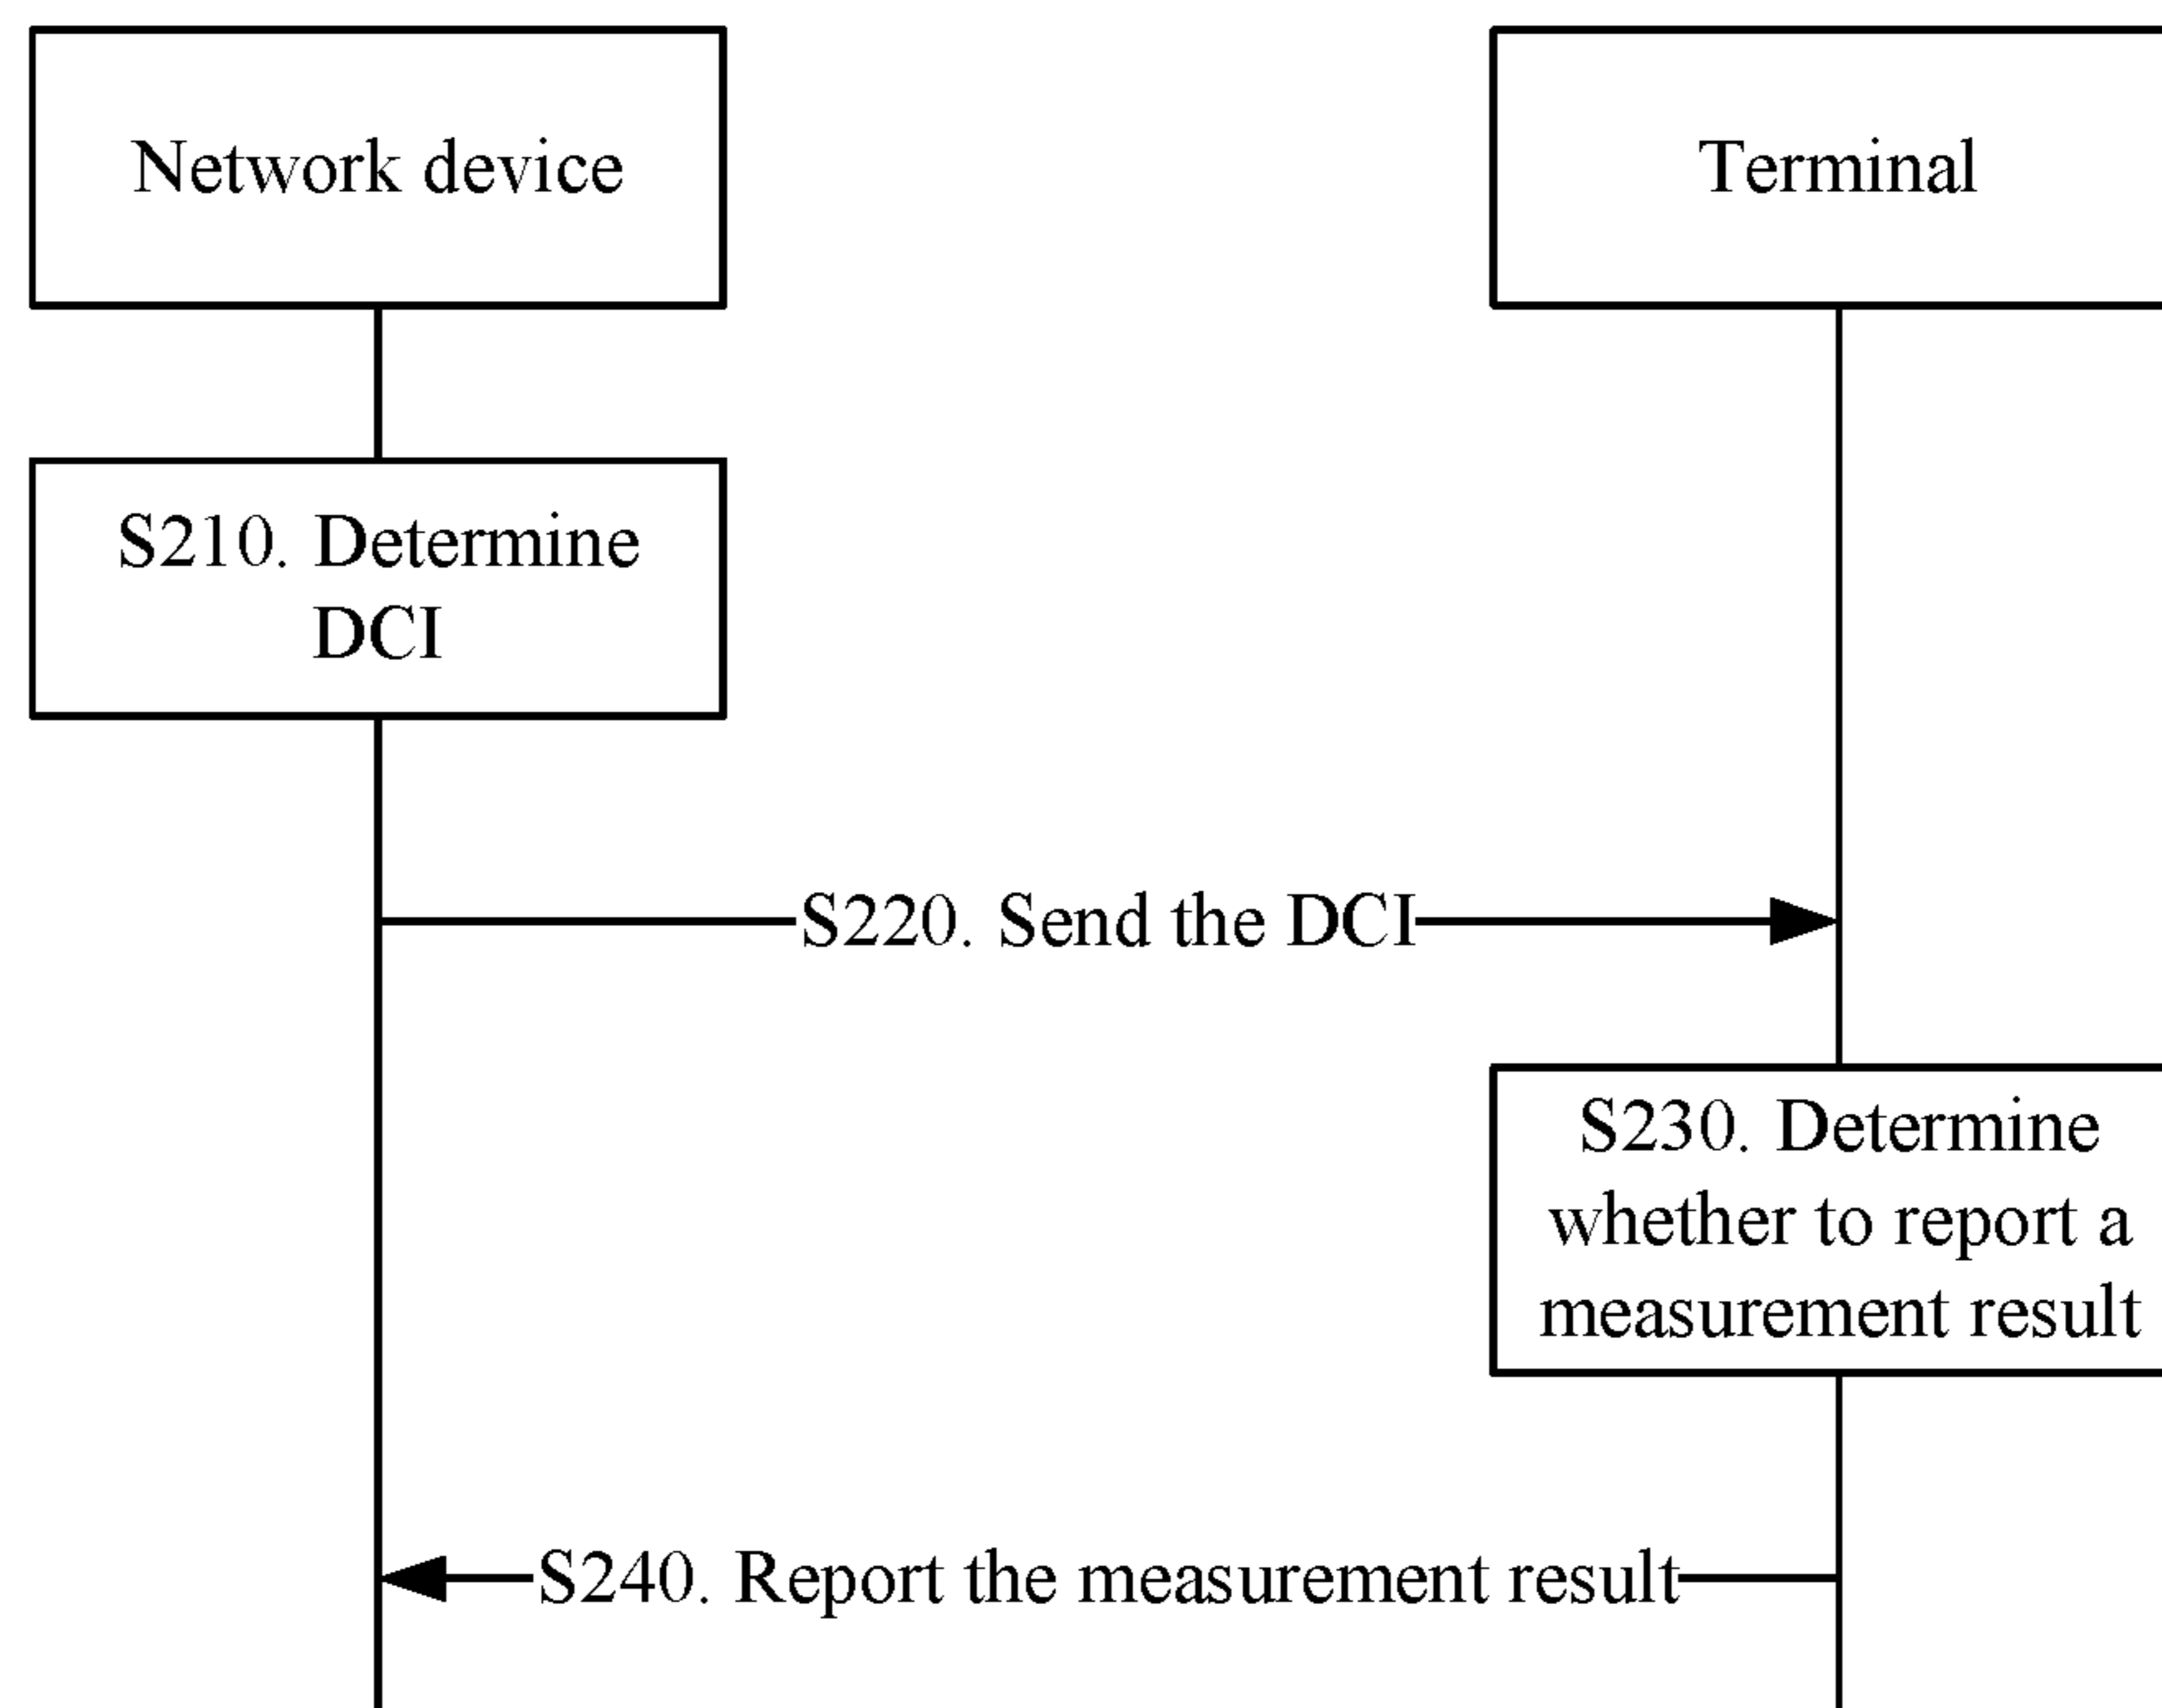 Network device
Terminal
S210. Determine
DCI
S220. Send the DCI
S230. Determine
whether to report a
measurement result
S240. Report the measurement result